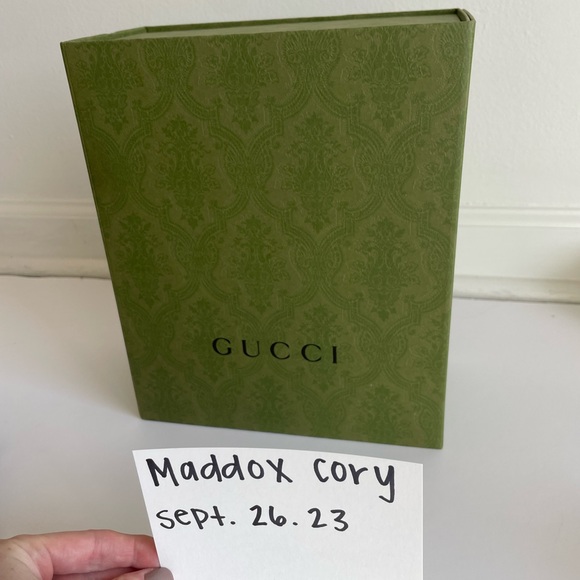 GUCCI
Maddox Cory
sept. 26. 23